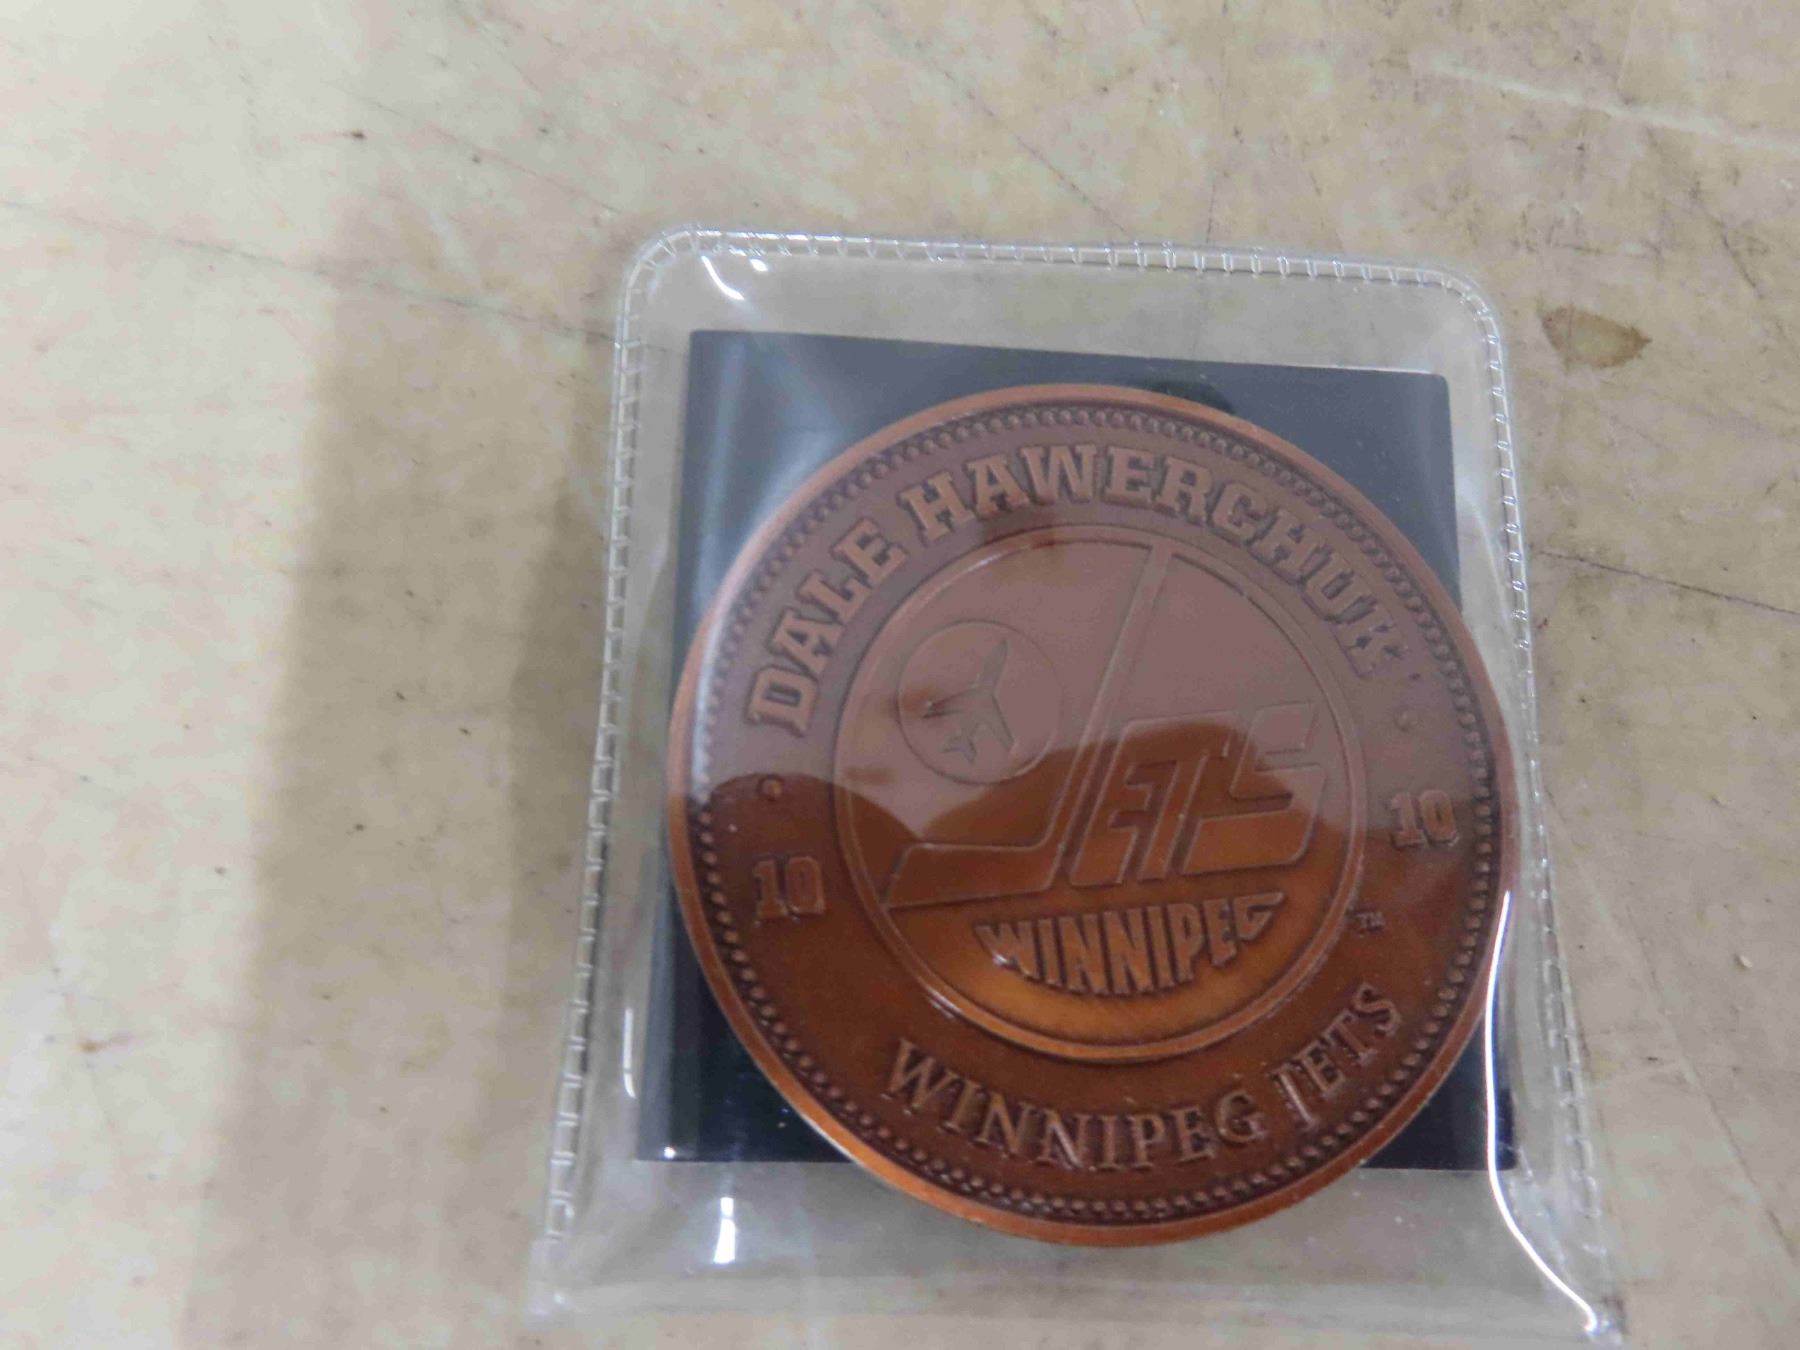 DALE HAWERCHUK
JETS
10
10
WINNIPEG
TM
WINNIPEG JETS